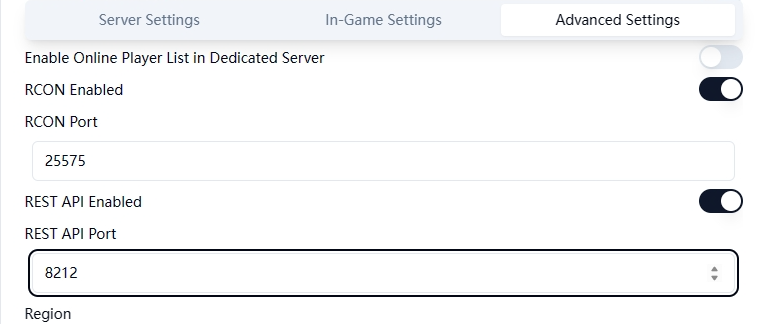 Server Settings In-Game Settings Advanced Settings
Enable Online Player List in Dedicated Server
RCON Enabled
RCON Port
25575
REST API Enabled
REST API Port
8212
Region